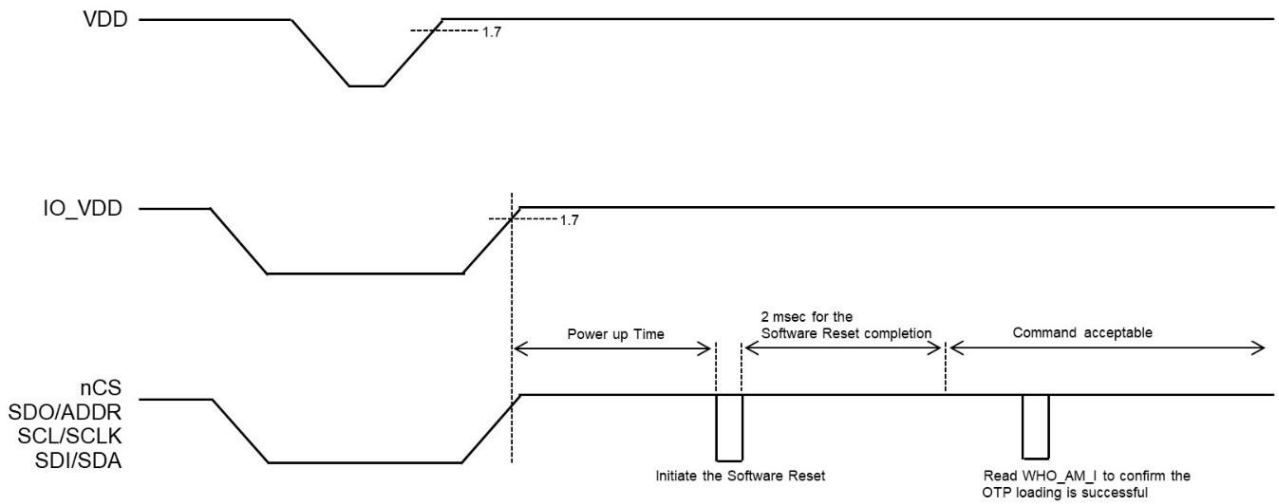 VDD
1.7
IO_VDD
1.7
Power up Time
2 msec for the
Software Reset completion
Command acceptable
nCS
SDO/ADDR
SCL/SCLK
SDI/SDA
Initiate the Software Reset
Read WHO_AM_I to confirm the
OTP loading is successful